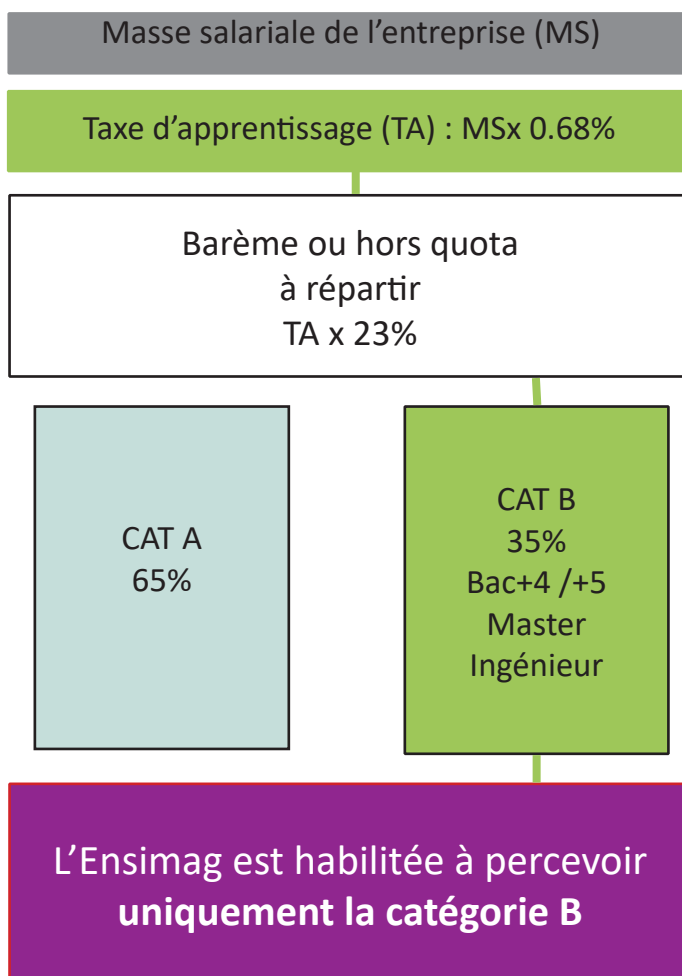 Masse salariale de l’entreprise (MS)
Taxe d’apprentissage (TA) : MSx 0.68%
Barème ou hors quota
à répartir
TA x 23%
CAT A
65%
CAT B
35%
Bac+4 /+5
Master
Ingénieur
L’Ensimag est habilitée à percevoir
uniquement la catégorie B